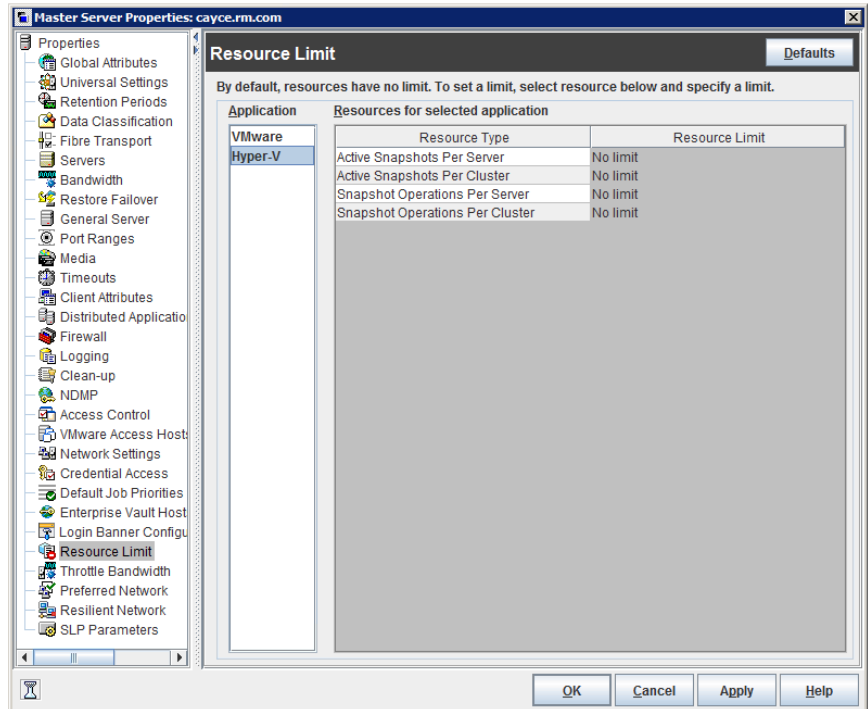 Master Server Properties: cayce.rm.com
Properties
Global Attributes
Universal Settings
Retention Periods
Data Classification
Fibre Transport
Servers
Bandwidth
Restore Failover
General Server
Port Ranges
Media
Timeouts
Client Attributes
Distributed Applicatio
Firewall
Logging
Clean-up
NDMP
Access Control
VMware Access Hosts
Network Settings
Credential Access
Default Job Priorities
Enterprise Vault Host
Login Banner Configu
Resource Limit
Throttle Bandwidth
Preferred Network
Resilient Network
SLP Parameters
Resource Limit
Defaults
By default, resources have no limit. To set a limit, select resource below and specify a limit.
Application
VMware
Hyper-V
Resources for selected application
Resource Type Resource Limit
Active Snapshots Per Server No limit
Active Snapshots Per Cluster No limit
Snapshot Operations Per Server No limit
Snapshot Operations Per Cluster No limit
OK Cancel Apply Help